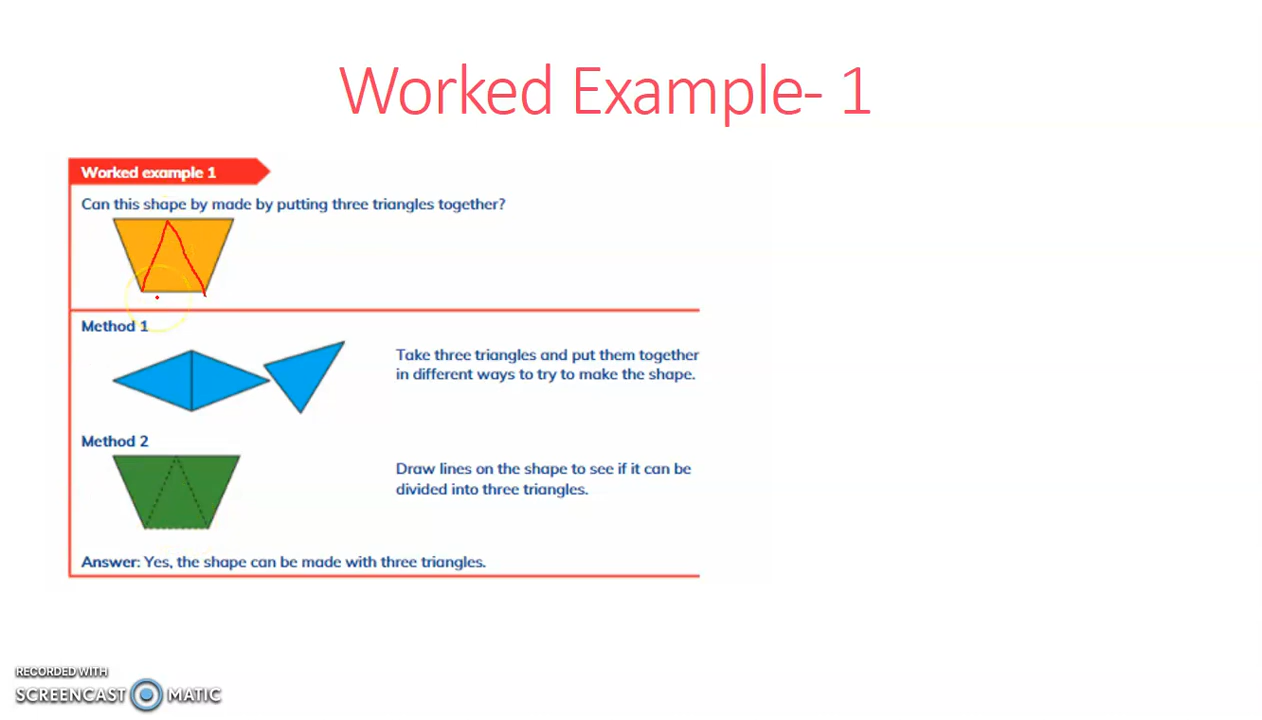 Worked Example- 1
Worked example 1
Can this shape by made by putting three triangles together?
Method 1
Take three triangles and put them together
in different ways to try to make the shape.
Method 2
Draw lines on the shape to see if it can be
divided into three triangles.
Answer: Yes, the shape can be made with three triangles.
RECORDED WITH
SCREENCAST MATIC